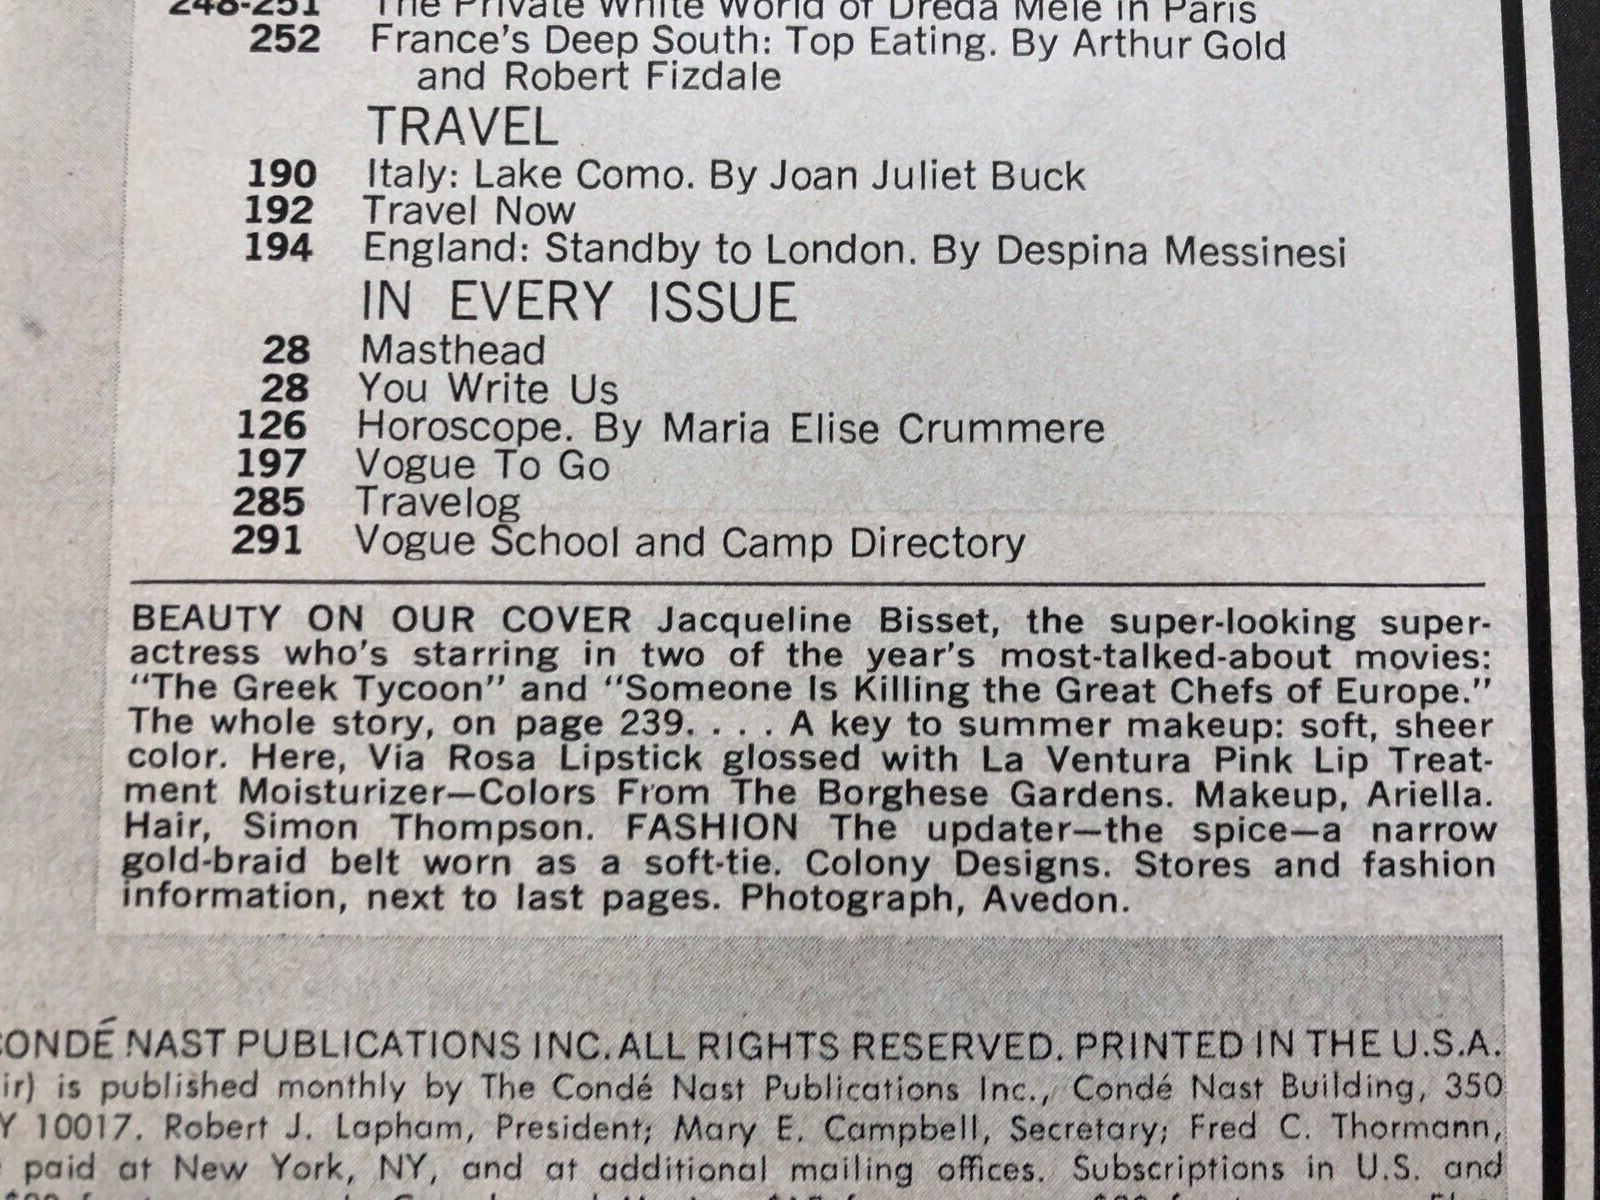 248-251 The Private White World of Dreda Mele in Paris
252 France's Deep South: Top Eating. By Arthur Gold
and Robert Fizdale
TRAVEL
190 Italy: Lake Como. By Joan Juliet Buck
192 Travel Now
194 England: Standby to London. By Despina Messinesi
IN EVERY ISSUE
28 Masthead
28 You Write Us
126 Horoscope. By Maria Elise Crummere
197 Vogue To Go
285 Travelog
291 Vogue School and Camp Directory
BEAUTY ON OUR COVER Jacqueline Bisset, the super-looking super-
actress who's starring in two of the year's most-talked-about movies:
"The Greek Tycoon" and "Someone Is Killing the Great Chefs of Europe."
The whole story, on page 239. . . . A key to summer makeup: soft, sheer
color. Here, Via Rosa Lipstick glossed with La Ventura Pink Lip Treat-
ment Moisturizer—Colors From The Borghese Gardens. Makeup, Ariella.
Hair, Simon Thompson. FASHION The updater—the spice—a narrow
gold-braid belt worn as a soft-tie. Colony Designs. Stores and fashion
information, next to last pages. Photograph, Avedon.
CONDÉ NAST PUBLICATIONS INC. ALL RIGHTS RESERVED. PRINTED IN THE U.S.A.
ir) is published monthly by The Condé Nast Publications Inc., Condé Nast Building, 350
Y 10017. Robert J. Lapham, President; Mary E. Campbell, Secretary; Fred C. Thormann,
paid at New York, NY, and at additional mailing offices. Subscriptions in U.S. and